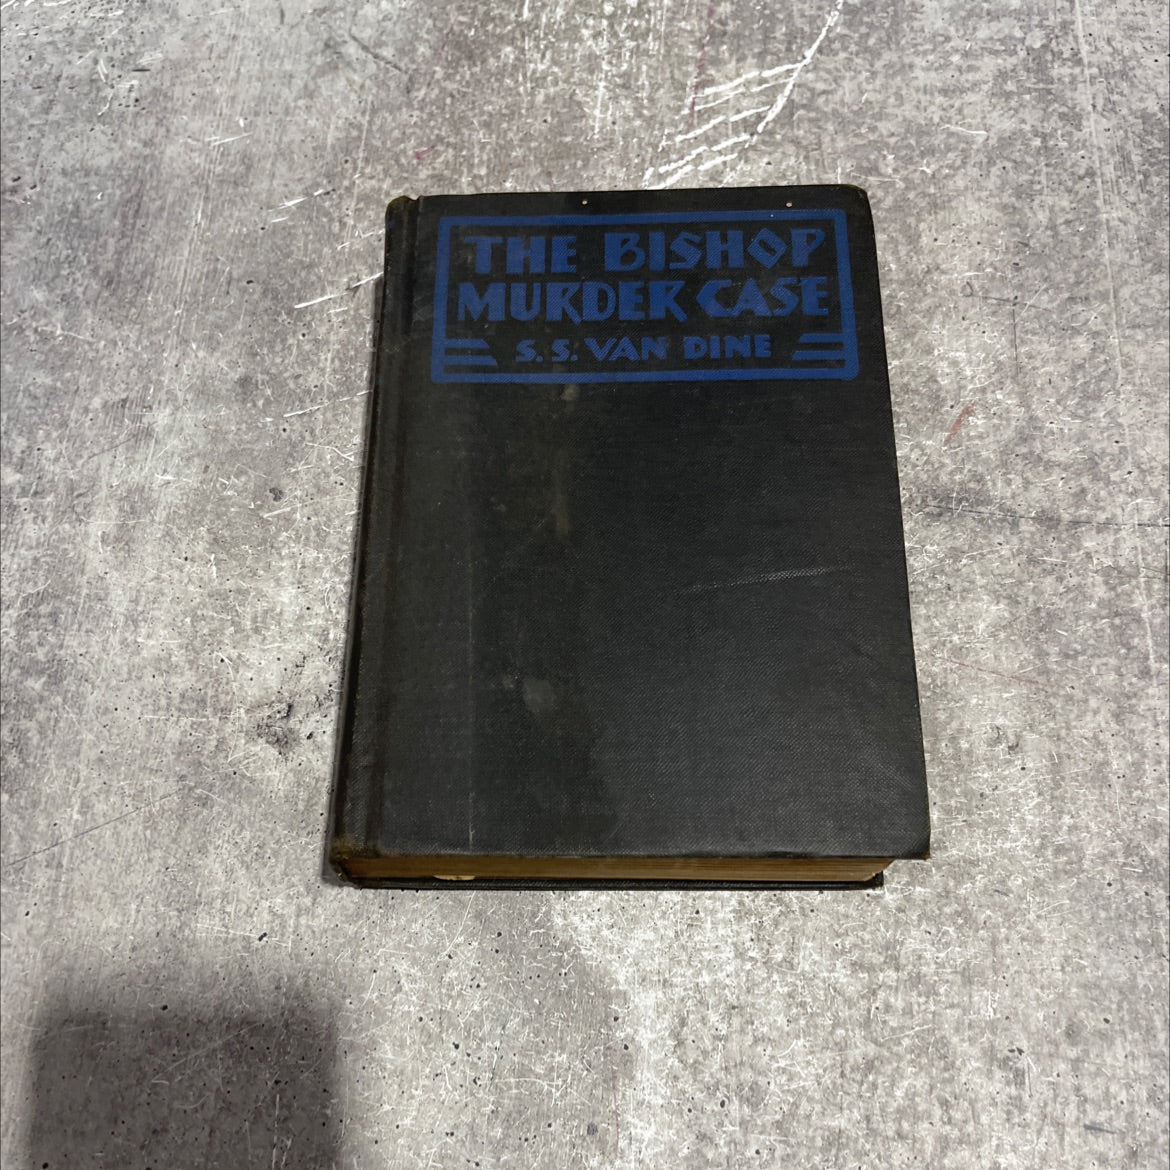 THE BISHOP
MURDER CASE
S. S. VAN DINE